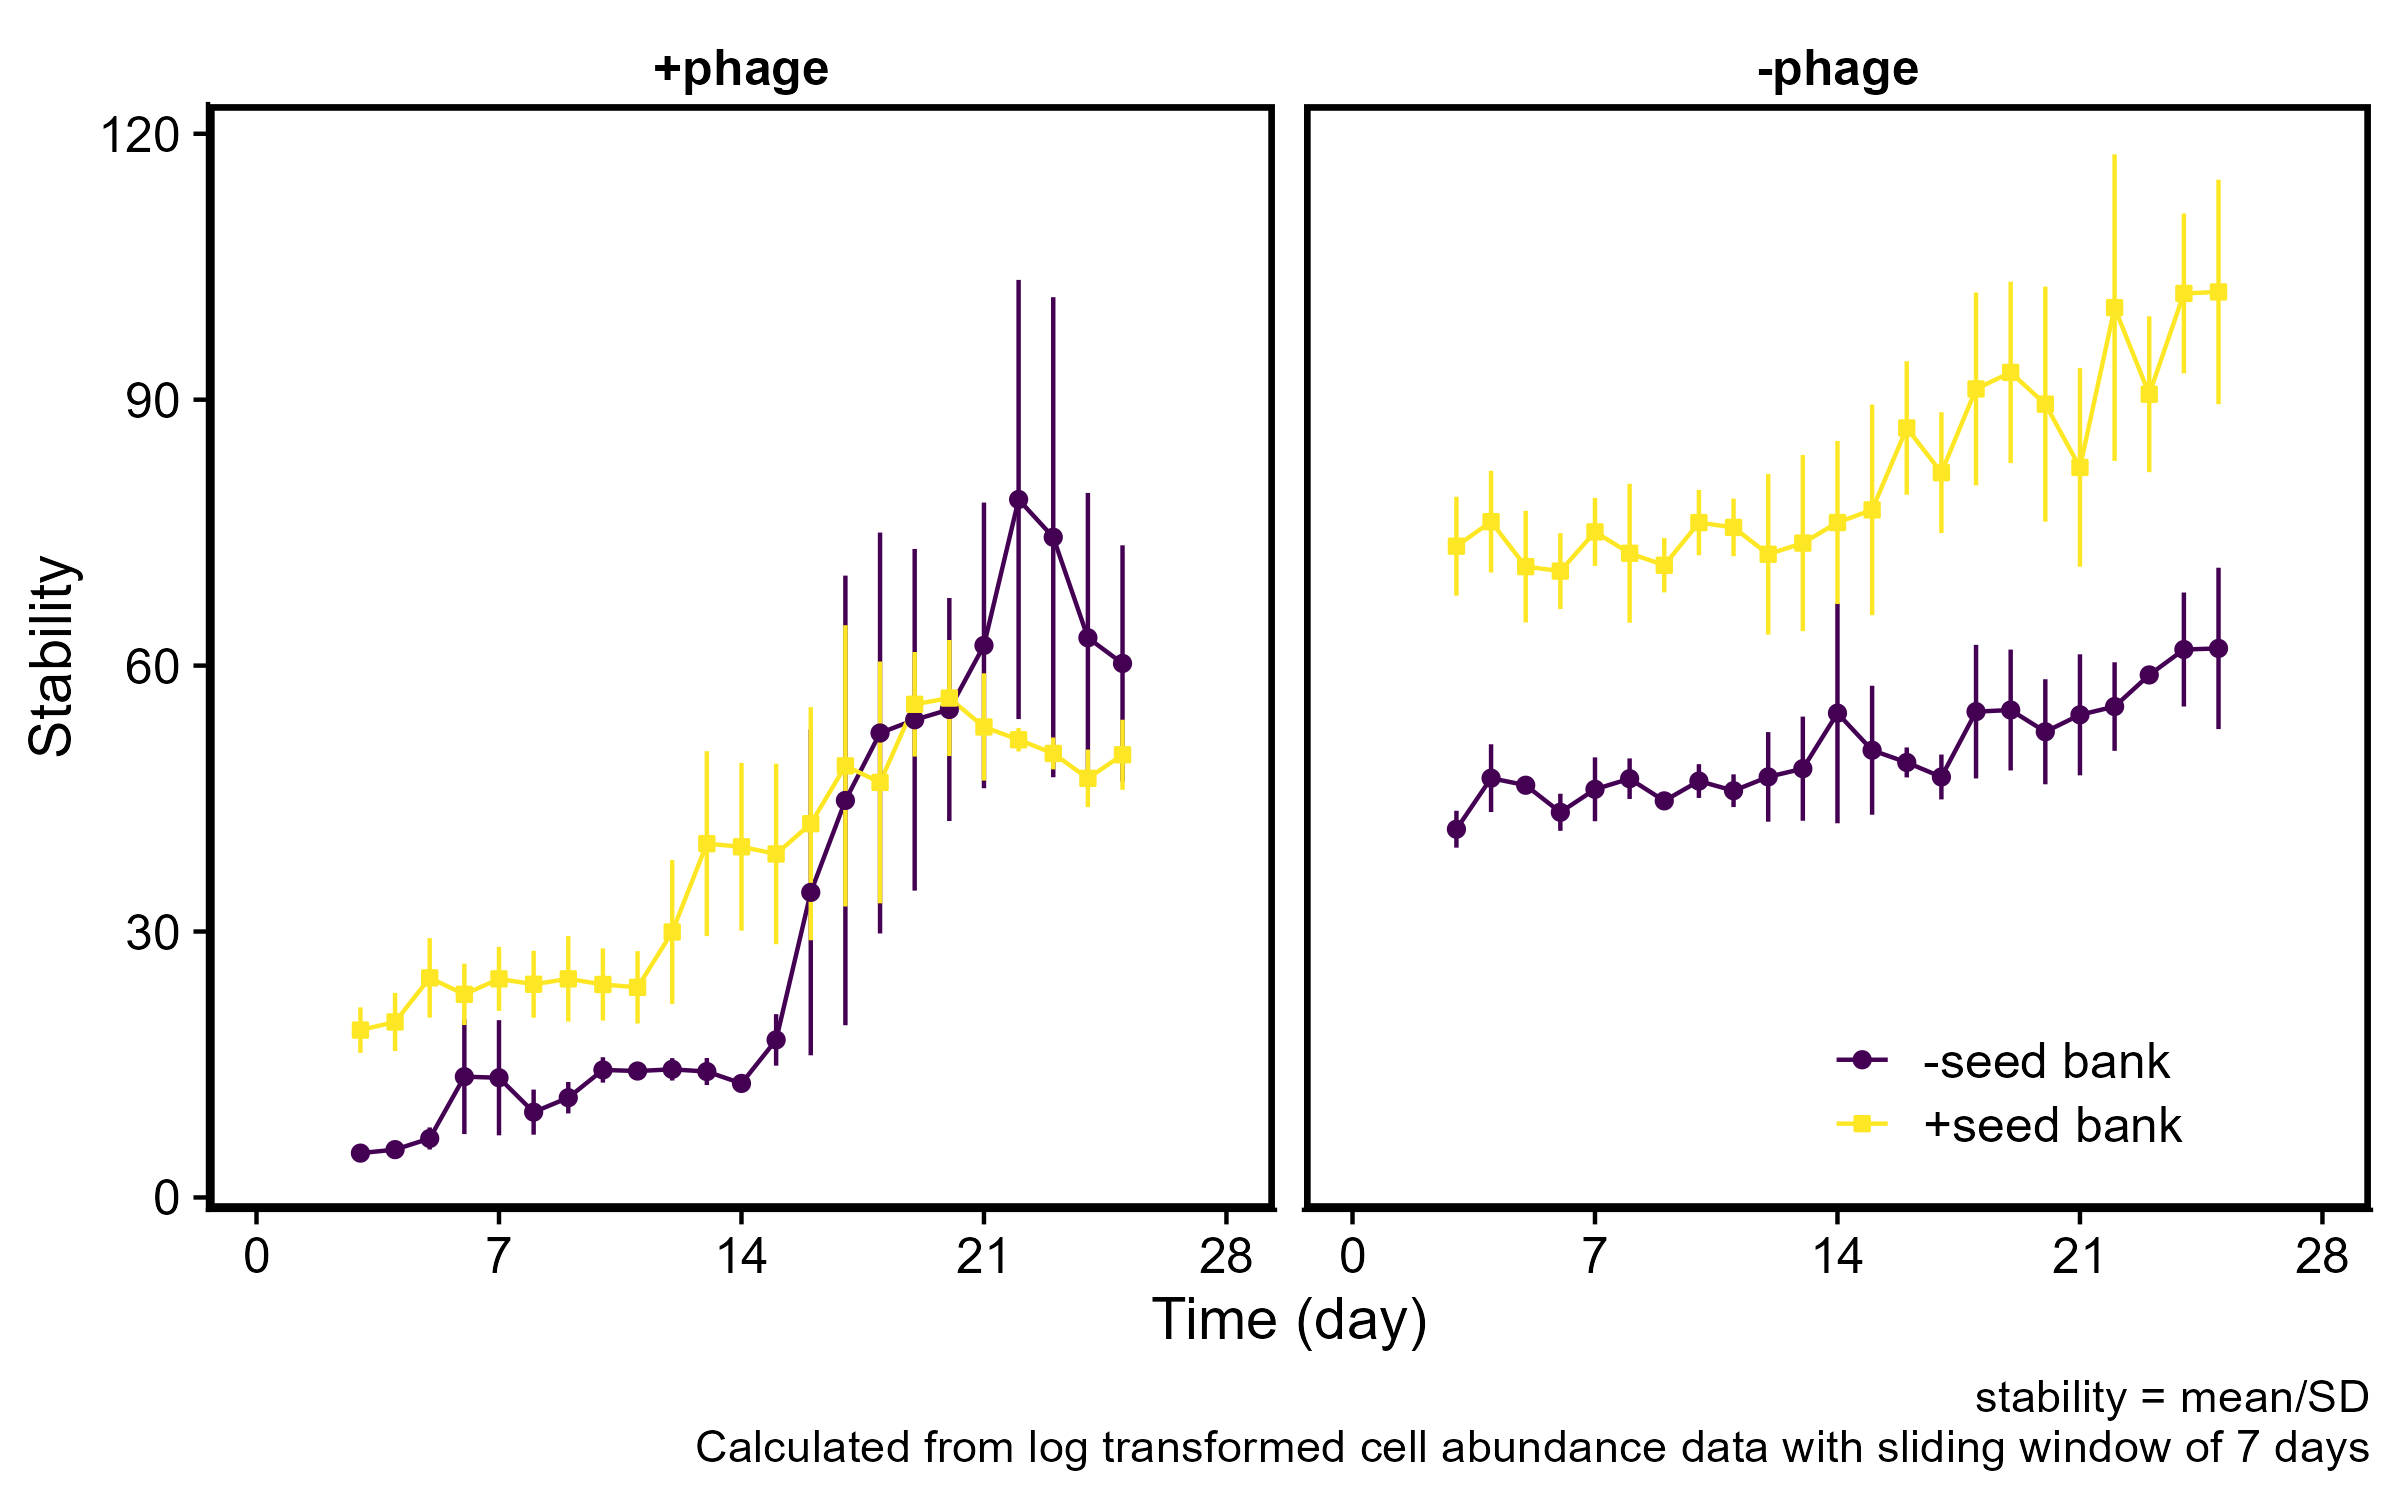 +phage
-phage
120
90
60
30
0
Stability
0 7 14 21 28
0 7 14 21 28
Time (day)
-seed bank
+seed bank
stability = mean/SD
Calculated from log transformed cell abundance data with sliding window of 7 days